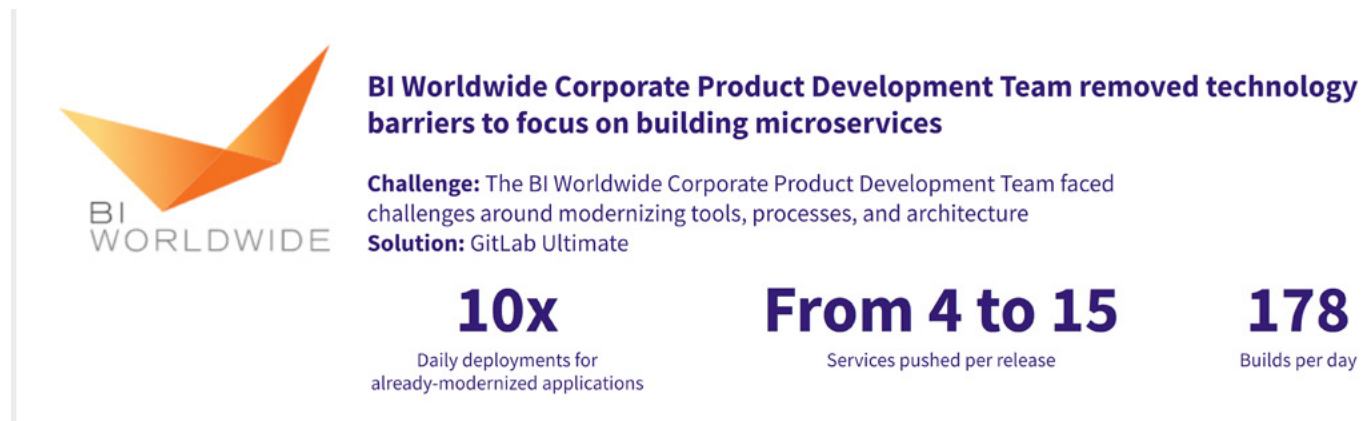 BI
WORLDWIDE
BI Worldwide Corporate Product Development Team removed technology
barriers to focus on building microservices
Challenge: The BI Worldwide Corporate Product Development Team faced
challenges around modernizing tools, processes, and architecture
Solution: GitLab Ultimate
10x
Daily deployments for
already-modernized applications
From 4 to 15
Services pushed per release
178
Builds per day